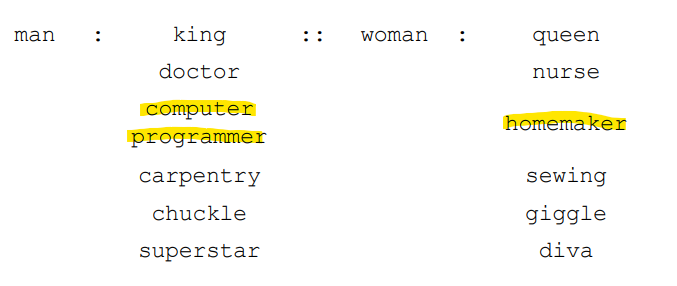 man : king :: woman : queen
doctor nurse
computer
programmer homemaker
carpentry sewing
chuckle giggle
superstar diva